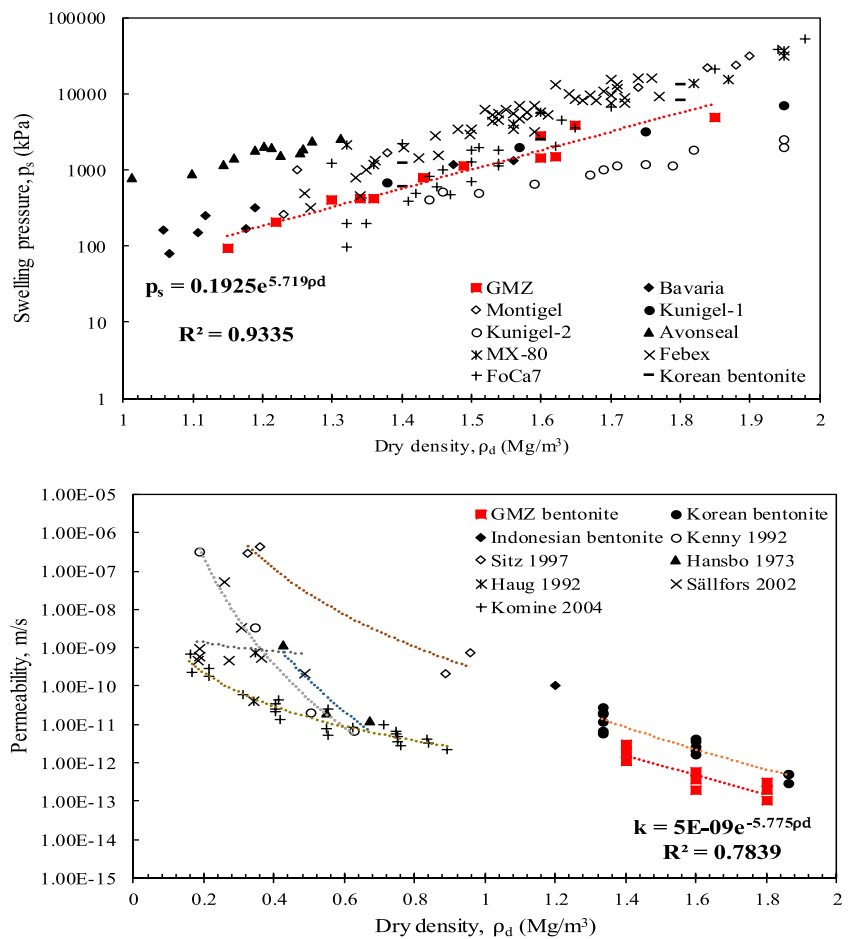 100000
10000
1000
100
10
1
Swelling pressure, pₛ (kPa)
pₛ = 0.1925e^5.719ρd
R² = 0.9335
GMZ
Bavaria
Montigel
Kunigel-1
Kunigel-2
Avonseal
MX-80
Febex
FoCa7
Korean bentonite
1 1.1 1.2 1.3 1.4 1.5 1.6 1.7 1.8 1.9 2
Dry density, ρd (Mg/m³)
1.00E-05
1.00E-06
1.00E-07
1.00E-08
1.00E-09
1.00E-10
1.00E-11
1.00E-12
1.00E-13
1.00E-14
1.00E-15
Permeability, m/s
GMZ bentonite
Korean bentonite
Indonesian bentonite
Kenny 1992
Sitz 1997
Hansbo 1973
Haug 1992
Sällfors 2002
Komine 2004
k = 5E-09e^-5.775ρd
R² = 0.7839
0 0.2 0.4 0.6 0.8 1 1.2 1.4 1.6 1.8 2
Dry density, ρd (Mg/m³)